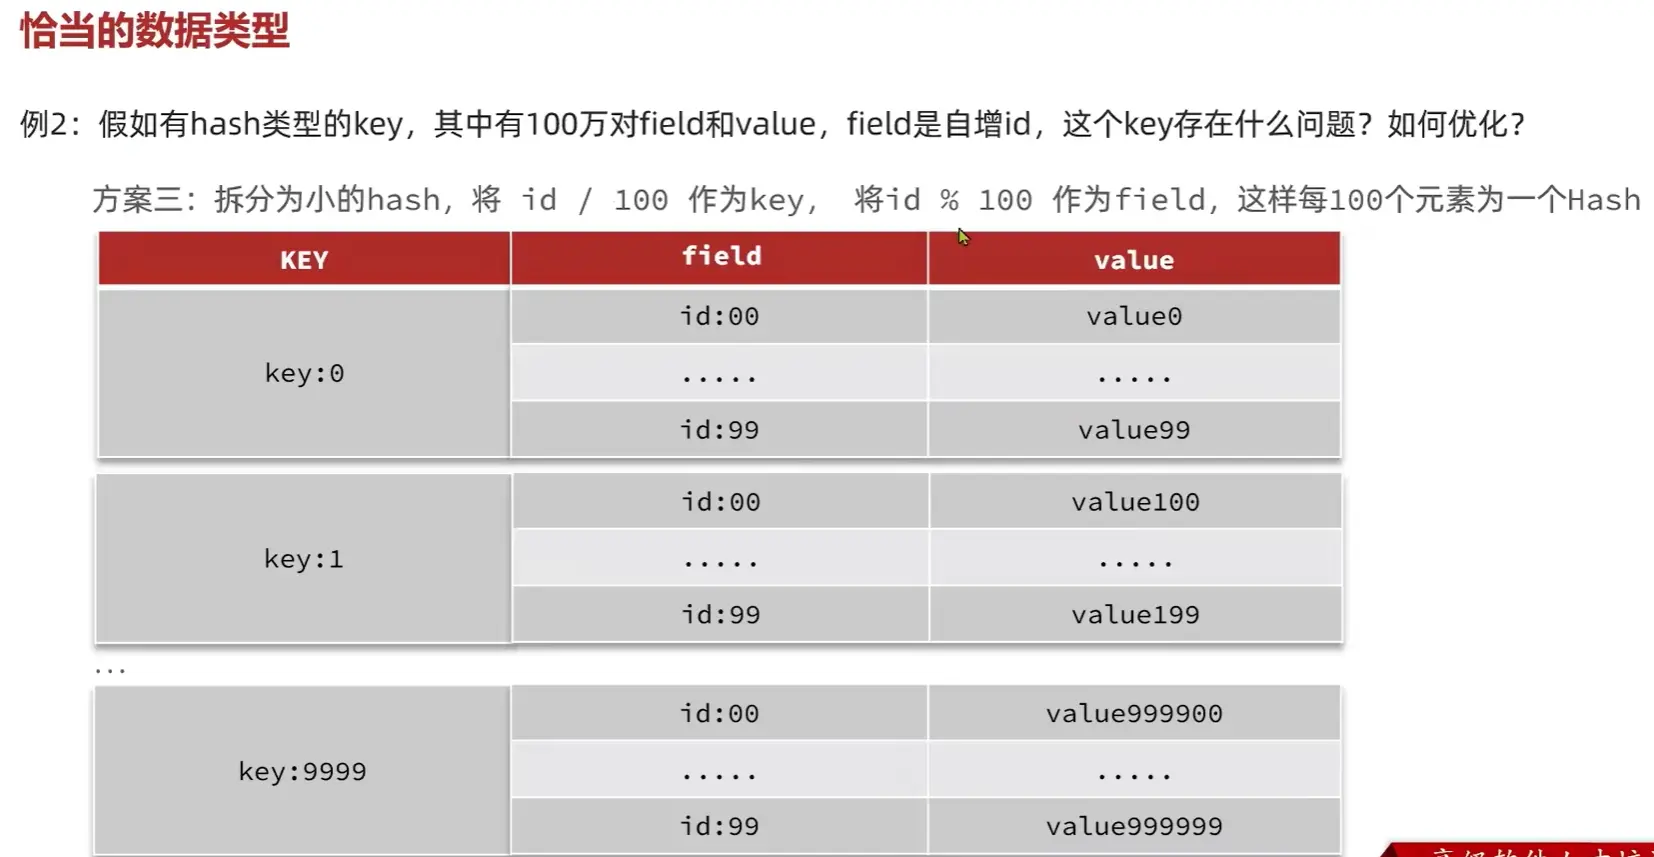 恰当的数据类型
例2：假如有hash类型的key，其中有100万对field和value，field是自增id，这个key存在什么问题？如何优化？
方案三：拆分为小的hash，将 id / 100 作为key， 将id % 100 作为field，这样每100个元素为一个Hash
KEY field value
key:0
id:00 value0
..... .....
id:99 value99
key:1
id:00 value100
..... .....
id:99 value199
...
key:9999
id:00 value999900
..... .....
id:99 value999999